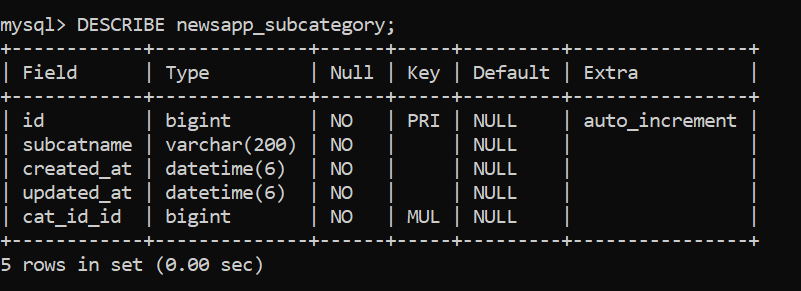 mysql> DESCRIBE newsapp_subcategory;
+------------+--------------+------+-----+---------+----------------+
| Field      | Type         | Null | Key | Default | Extra          |
+------------+--------------+------+-----+---------+----------------+
| id         | bigint       | NO   | PRI | NULL    | auto_increment |
| subcatname | varchar(200) | NO   |     | NULL    |                |
| created_at | datetime(6)  | NO   |     | NULL    |                |
| updated_at | datetime(6)  | NO   |     | NULL    |                |
| cat_id_id  | bigint       | NO   | MUL | NULL    |                |
+------------+--------------+------+-----+---------+----------------+
5 rows in set (0.00 sec)